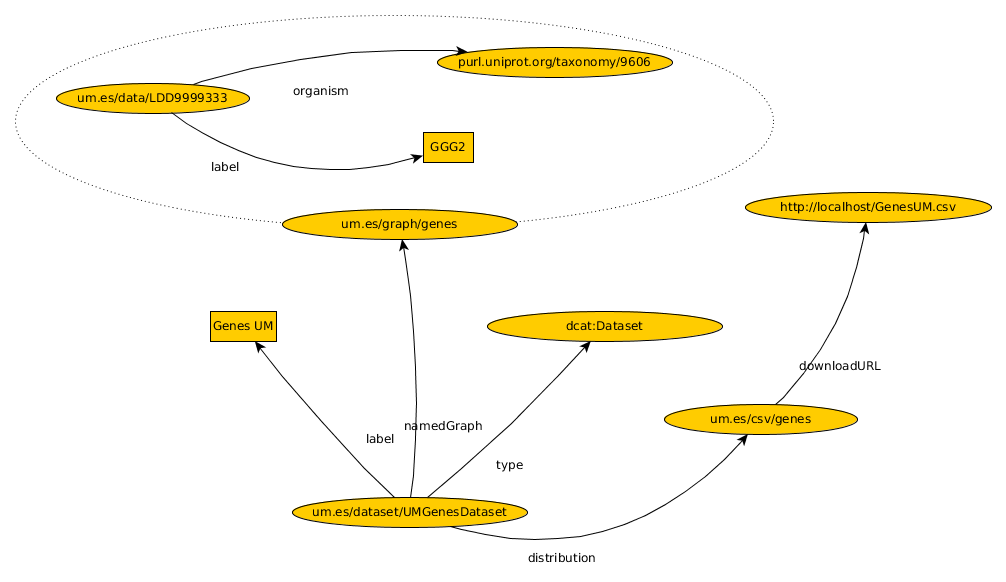 purl.uniprot.org/taxonomy/9606
organism
um.es/data/LDD9999333
GGG2
label
um.es/graph/genes
http://localhost/GenesUM.csv
Genes UM
dcat:Dataset
downloadURL
um.es/csv/genes
namedGraph
label
type
um.es/dataset/UMGenesDataset
distribution